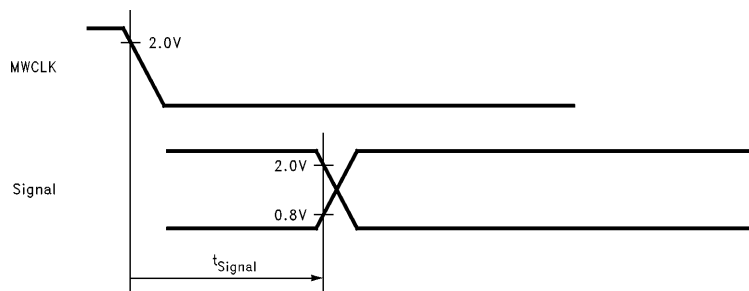 2.0V
MWCLK
2.0V
Signal
0.8V
tSignal